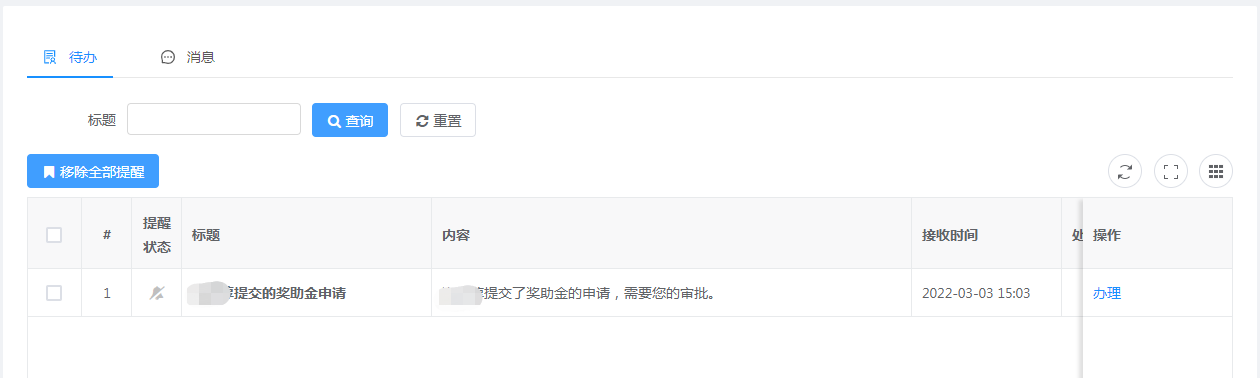 待办 消息
标题 查询 重置
移除全部提醒
# 提醒状态 标题 内容 接收时间 操作
1 提交的奖助金申请 提交了奖助金的申请，需要您的审批。 2022-03-03 15:03 办理